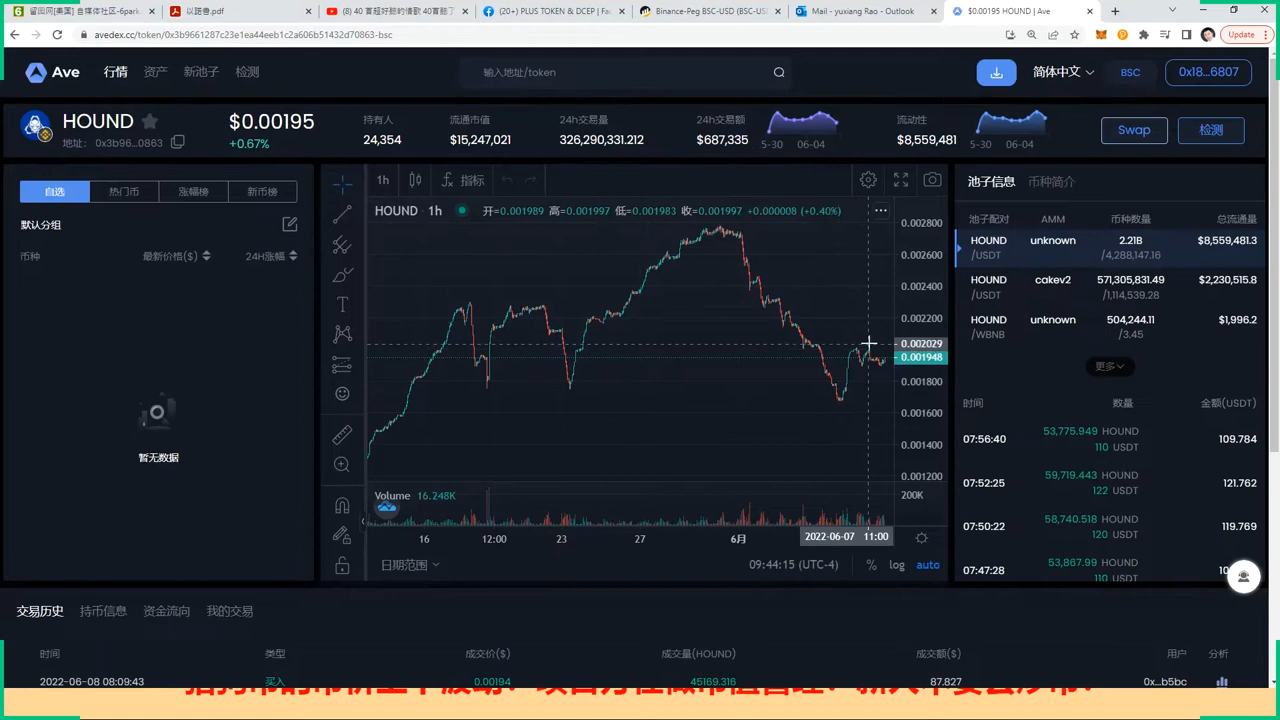 留园网[美国] 自媒体社区-6park
以諾魯.pdf
(8) 40 首超好聽的情歌 40首聽了
(20+) PLUS TOKEN & DCEP | Fac
Binance-Peg BSC-USD (BSC-USD
Mail - yuxiang Rao - Outlook
$0.00195 HOUND | Ave
avedex.cc/token/0x3b9661287c23e1ea44eeb1c2a606b51432d70863-bsc
Update
Ave 行情 资产 新池子 检测
输入地址/token
简体中文 BSC 0x18...6807
HOUND $0.00195
地址: 0x3b96...0863 +0.67%
持有人 流通市值 24h交易量 24h交易额 流动性
24,354 $15,247,021 326,290,331.212 $687,335 5-30 06-04 $8,559,481 5-30 06-04
Swap 检测
自选 热门币 涨幅榜 新币榜
默认分组
币种 最新价格($) 24H涨幅
暂无数据
1h 指标
HOUND · 1h 开=0.001989 高=0.001997 低=0.001983 收=0.001997 +0.000008 (+0.40%)
0.002800
0.002600
0.002400
0.002200
0.002029
0.001948
0.001800
0.001600
0.001400
0.001200
Volume 16.248K
200K
16 12:00 23 27 6月 2022-06-07 11:00
日期范围 09:44:15 (UTC-4) % log auto
池子信息 币种简介
池子配对 AMM 币种数量 总流通量
HOUND unknown 2.21B $8,559,481.3
/USDT /4,288,147.16
HOUND cakev2 571,305,831.49 $2,230,515.8
/USDT /1,114,539.28
HOUND unknown 504,244.11 $1,996.2
/WBNB /3.45
更多
时间 数量 金额(USDT)
07:56:40 53,775.949 HOUND 109.784
110 USDT
07:52:25 59,719.443 HOUND 121.762
122 USDT
07:50:22 58,740.518 HOUND 119.769
120 USDT
07:47:28 53,867.99 HOUND
110 USDT
交易历史 持币信息 资金流向 我的交易
时间 类型 成交价($) 成交量(HOUND) 成交额($) 用户 分析
2022-06-08 08:09:43 买入 0.00194 45169.316 87.827 0x...b5bc